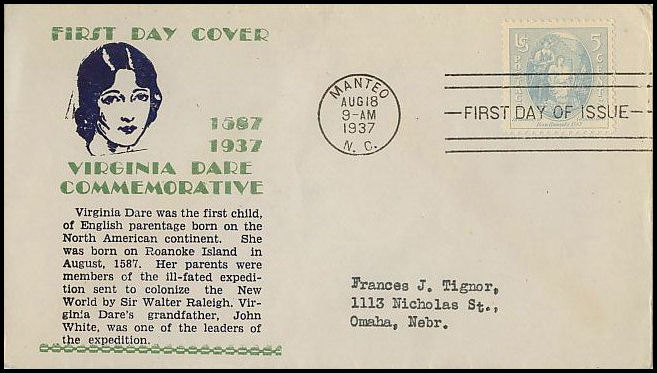 FIRST DAY COVER
1587
1937
VIRGINIA DARE
COMMEMORATIVE
Virginia Dare was the first child,
of English parentage born on the
North American continent. She
was born on Roanoke Island in
August, 1587. Her parents were
members of the ill-fated expedi-
tion sent to colonize the New
World by Sir Walter Raleigh. Vir-
ginia Dare's grandfather, John
White, was one of the leaders of
the expedition.
MANTEO
AUG 18
9-AM
1937
N. C.
FIRST DAY OF ISSUE
US
5
POSTAGE
CENTS
Frances J. Tignor,
1113 Nicholas St.,
Omaha, Nebr.